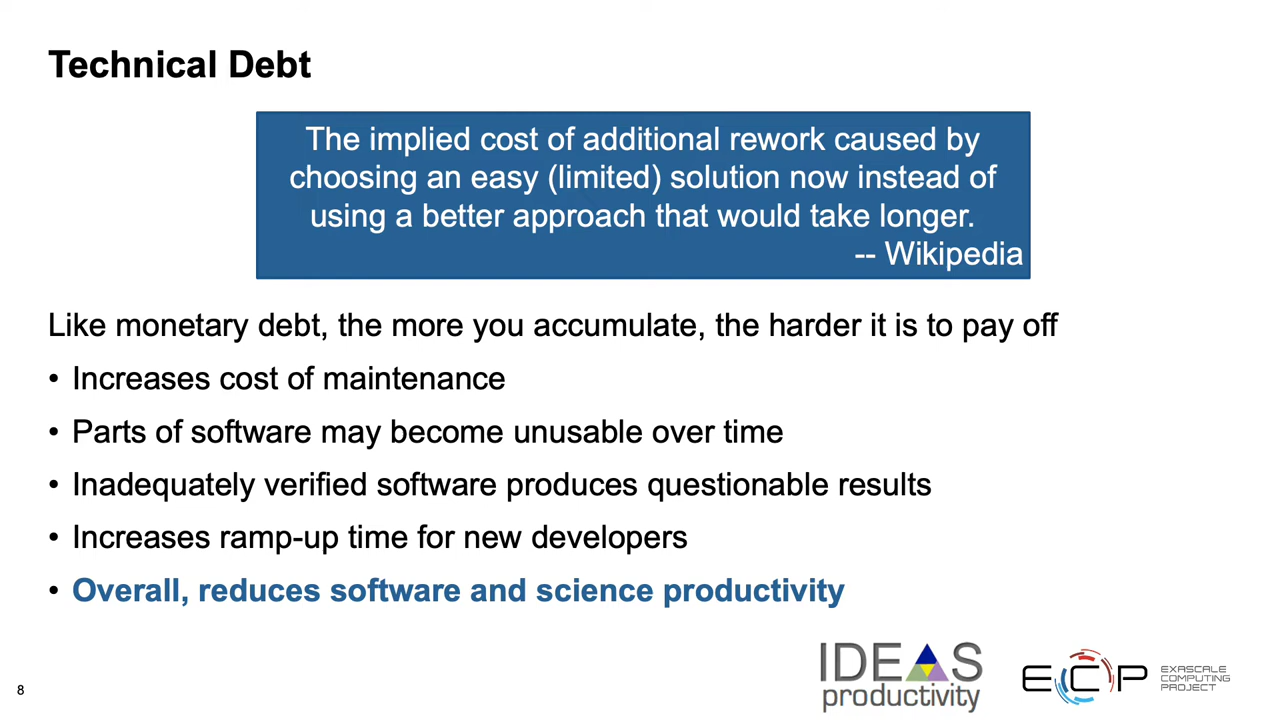 Technical Debt
The implied cost of additional rework caused by
choosing an easy (limited) solution now instead of
using a better approach that would take longer.
-- Wikipedia
Like monetary debt, the more you accumulate, the harder it is to pay off
• Increases cost of maintenance
• Parts of software may become unusable over time
• Inadequately verified software produces questionable results
• Increases ramp-up time for new developers
• Overall, reduces software and science productivity
8
IDEAS
productivity
ECP
EXASCALE
COMPUTING
PROJECT